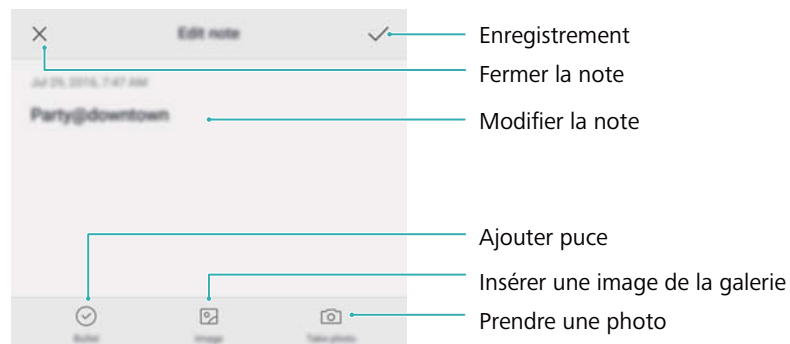 Edit note
Enregistrement
Fermer la note
Jul 29, 2016, 7:47 AM
Party@downtown
Modifier la note
Ajouter puce
Insérer une image de la galerie
Prendre une photo
Bullet
Image
Take photo